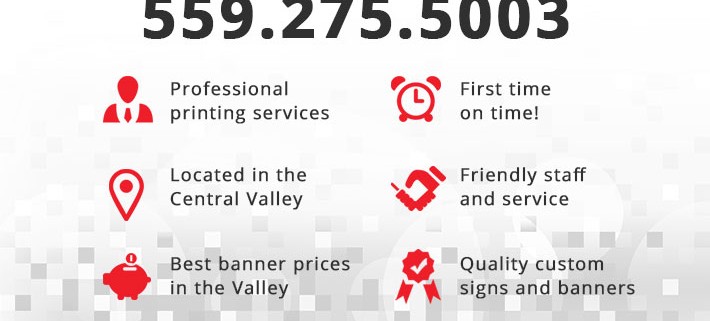 559.275.5003
Professional
printing services
First time
on time!
Located in the
Central Valley
Friendly staff
and service
Best banner prices
in the Valley
Quality custom
signs and banners